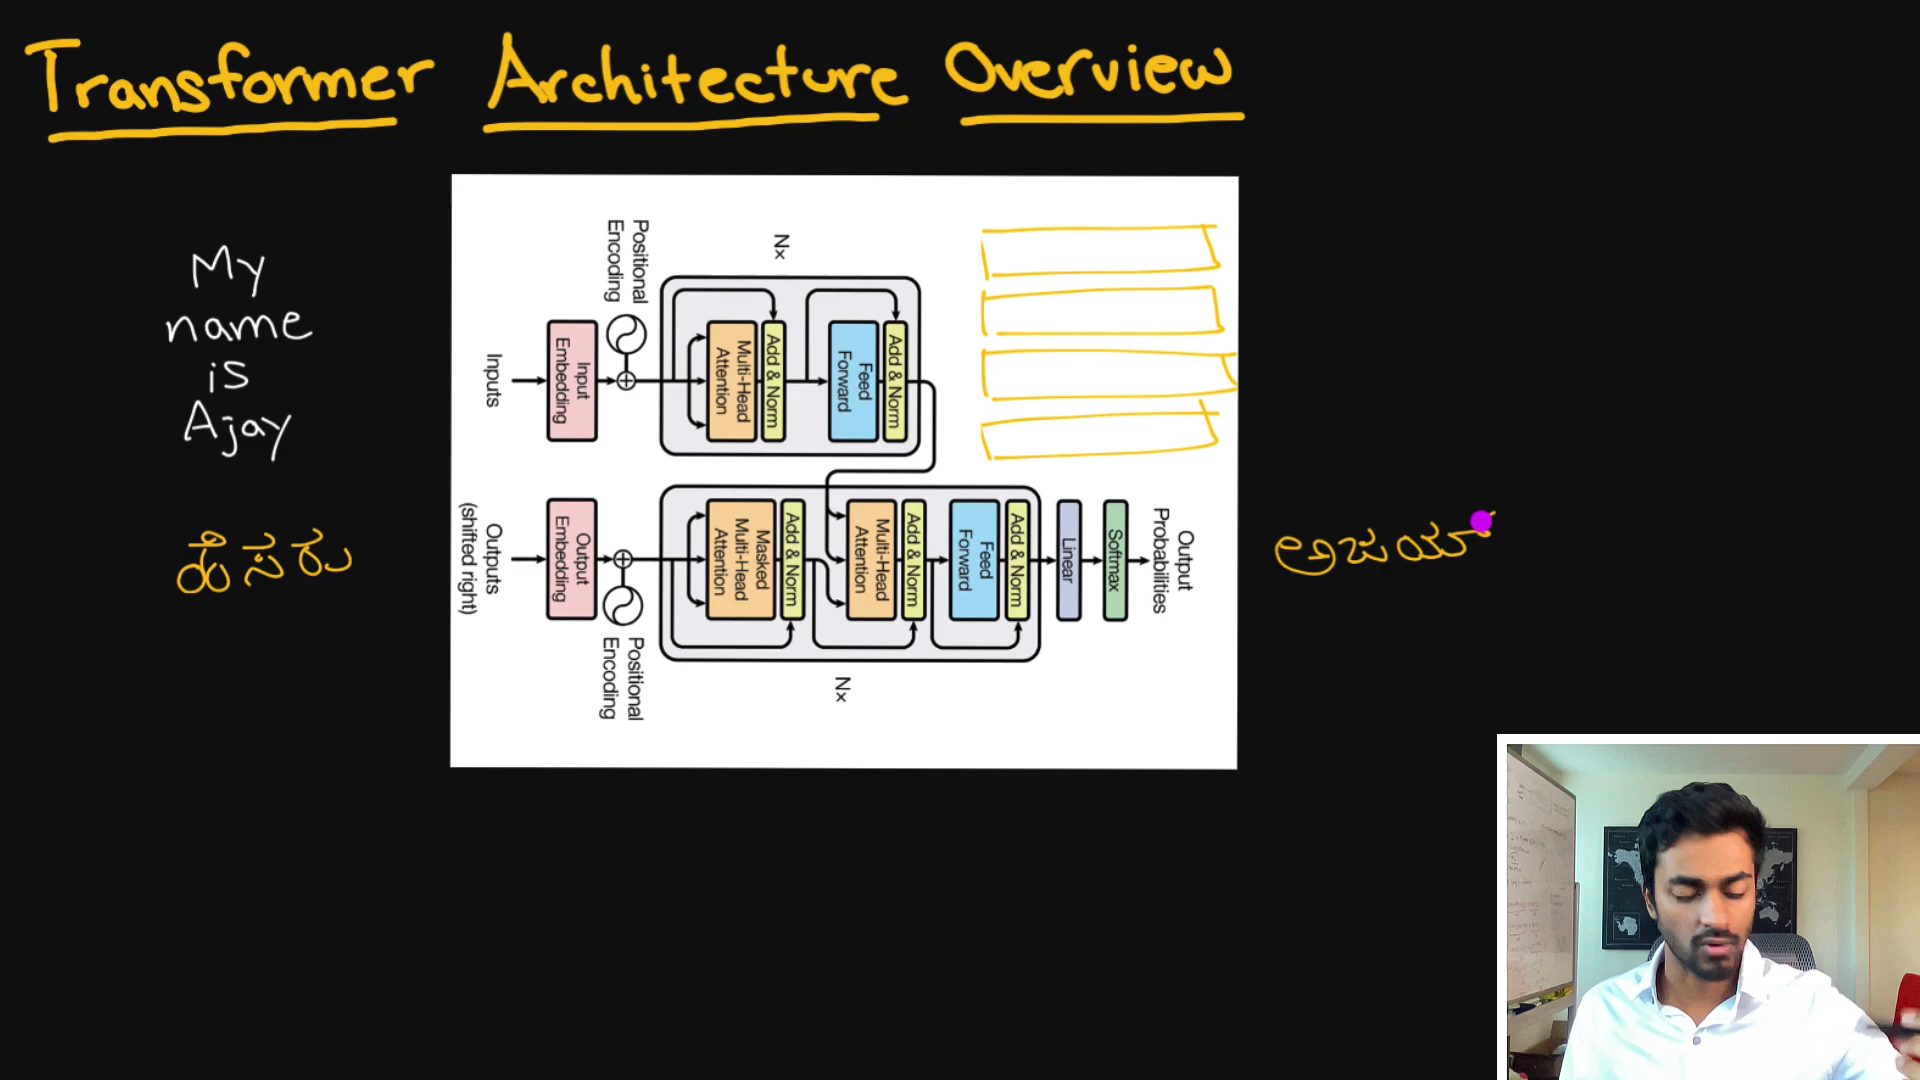 Transformer Architecture Overview
My
name
is
Ajay
ಹೆಸರು
Inputs
Input
Embedding
Positional
Encoding
Nx
Multi-Head
Attention
Add & Norm
Feed
Forward
Add & Norm
Outputs
(shifted right)
Output
Embedding
Positional
Encoding
Masked
Multi-Head
Attention
Add & Norm
Multi-Head
Attention
Add & Norm
Feed
Forward
Add & Norm
Nx
Linear
Softmax
Output
Probabilities
ಅಜಯ್